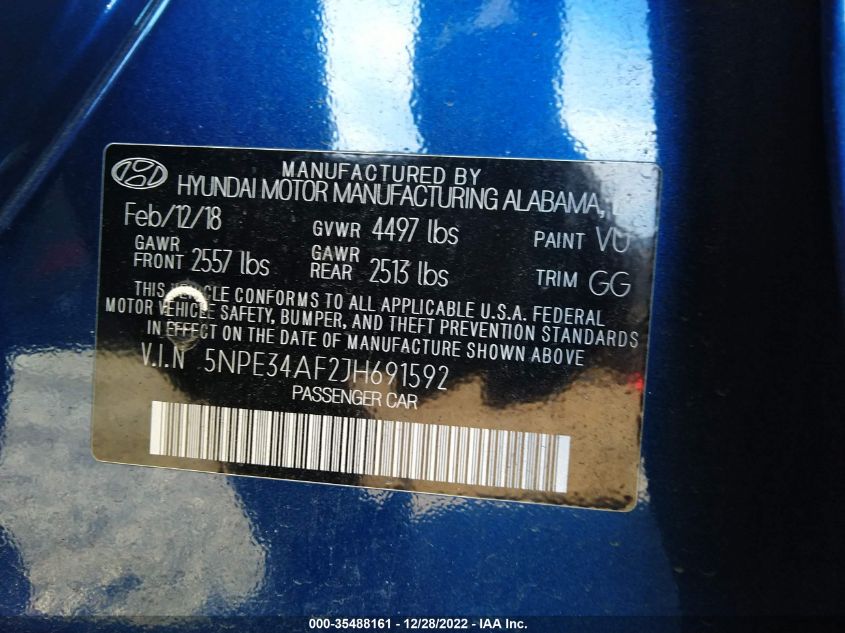 MANUFACTURED BY
HYUNDAI MOTOR MANUFACTURING ALABAMA,
Feb/12/18 GVWR 4497 lbs PAINT VU
GAWR FRONT 2557 lbs GAWR REAR 2513 lbs TRIM GG
THIS VEHICLE CONFORMS TO ALL APPLICABLE U.S.A. FEDERAL
MOTOR VEHICLE SAFETY, BUMPER, AND THEFT PREVENTION STANDARDS
IN EFFECT ON THE DATE OF MANUFACTURE SHOWN ABOVE
V.I.N 5NPE34AF2JH691592
PASSENGER CAR
000-35488161 - 12/28/2022 - IAA Inc.